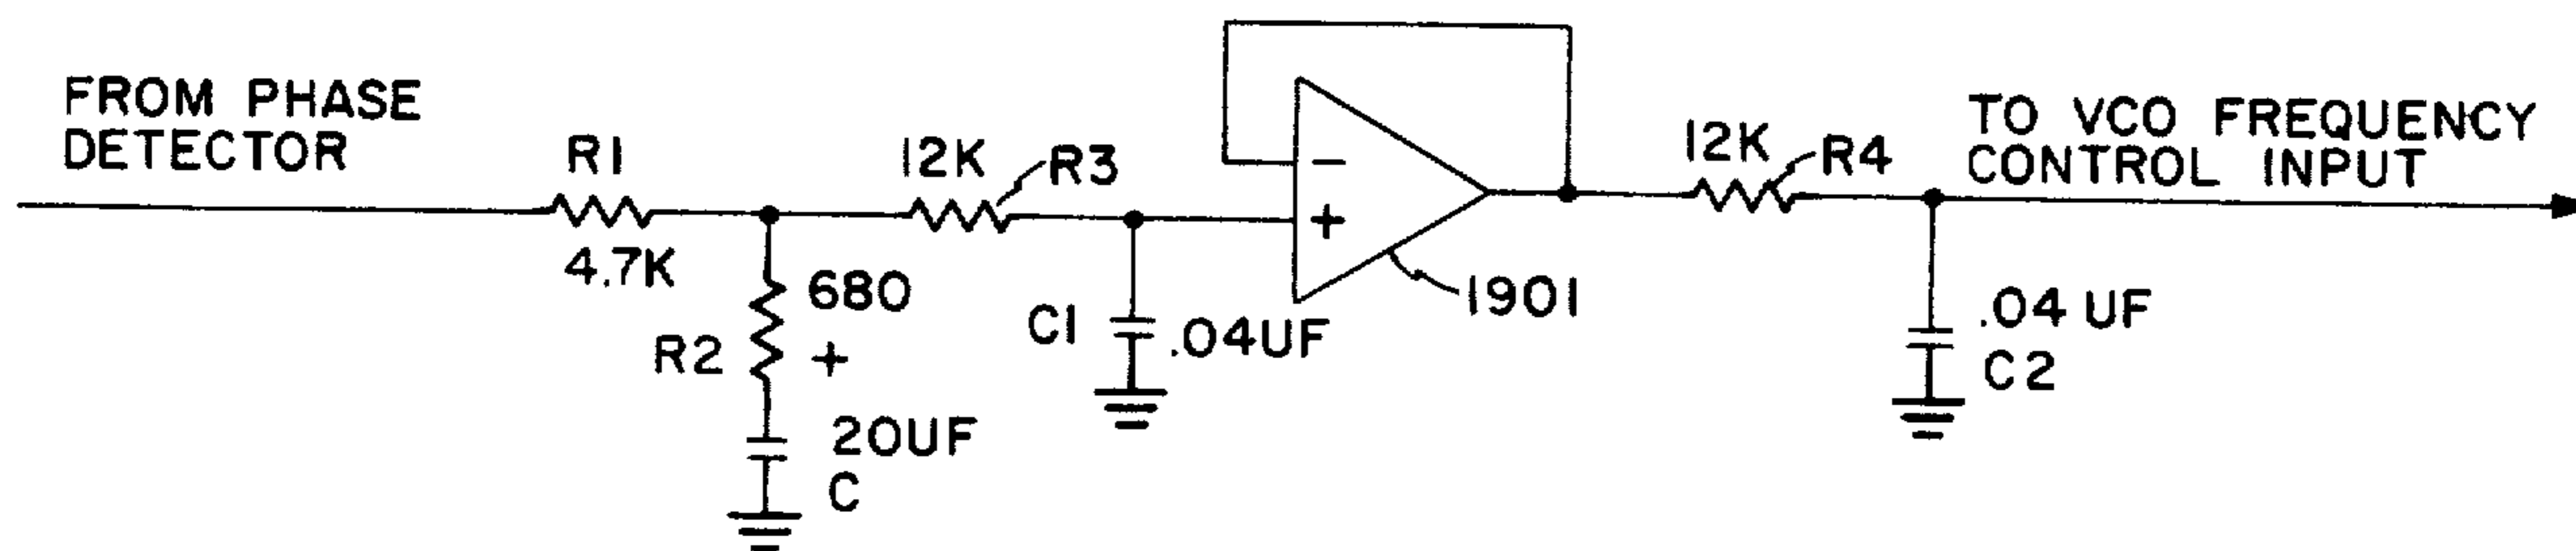 FROM PHASE
DETECTOR
R1
4.7K
680
R2
+
20UF
C
12K
R3
C1
.04UF
−
+
1901
12K
R4
.04 UF
C2
TO VCO FREQUENCY
CONTROL INPUT